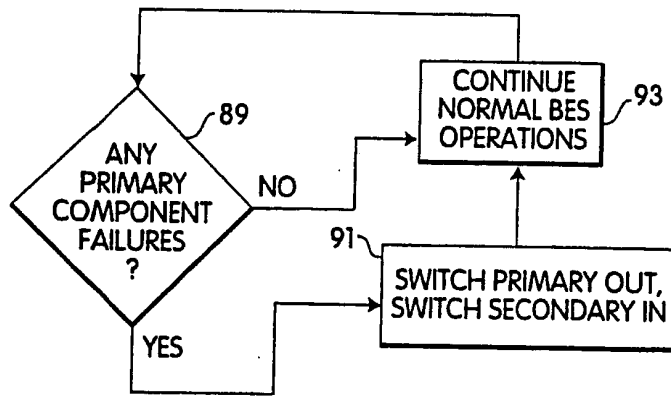 89
ANY
PRIMARY
COMPONENT
FAILURES
?
NO
YES
CONTINUE
NORMAL BES
OPERATIONS
93
91
SWITCH PRIMARY OUT,
SWITCH SECONDARY IN